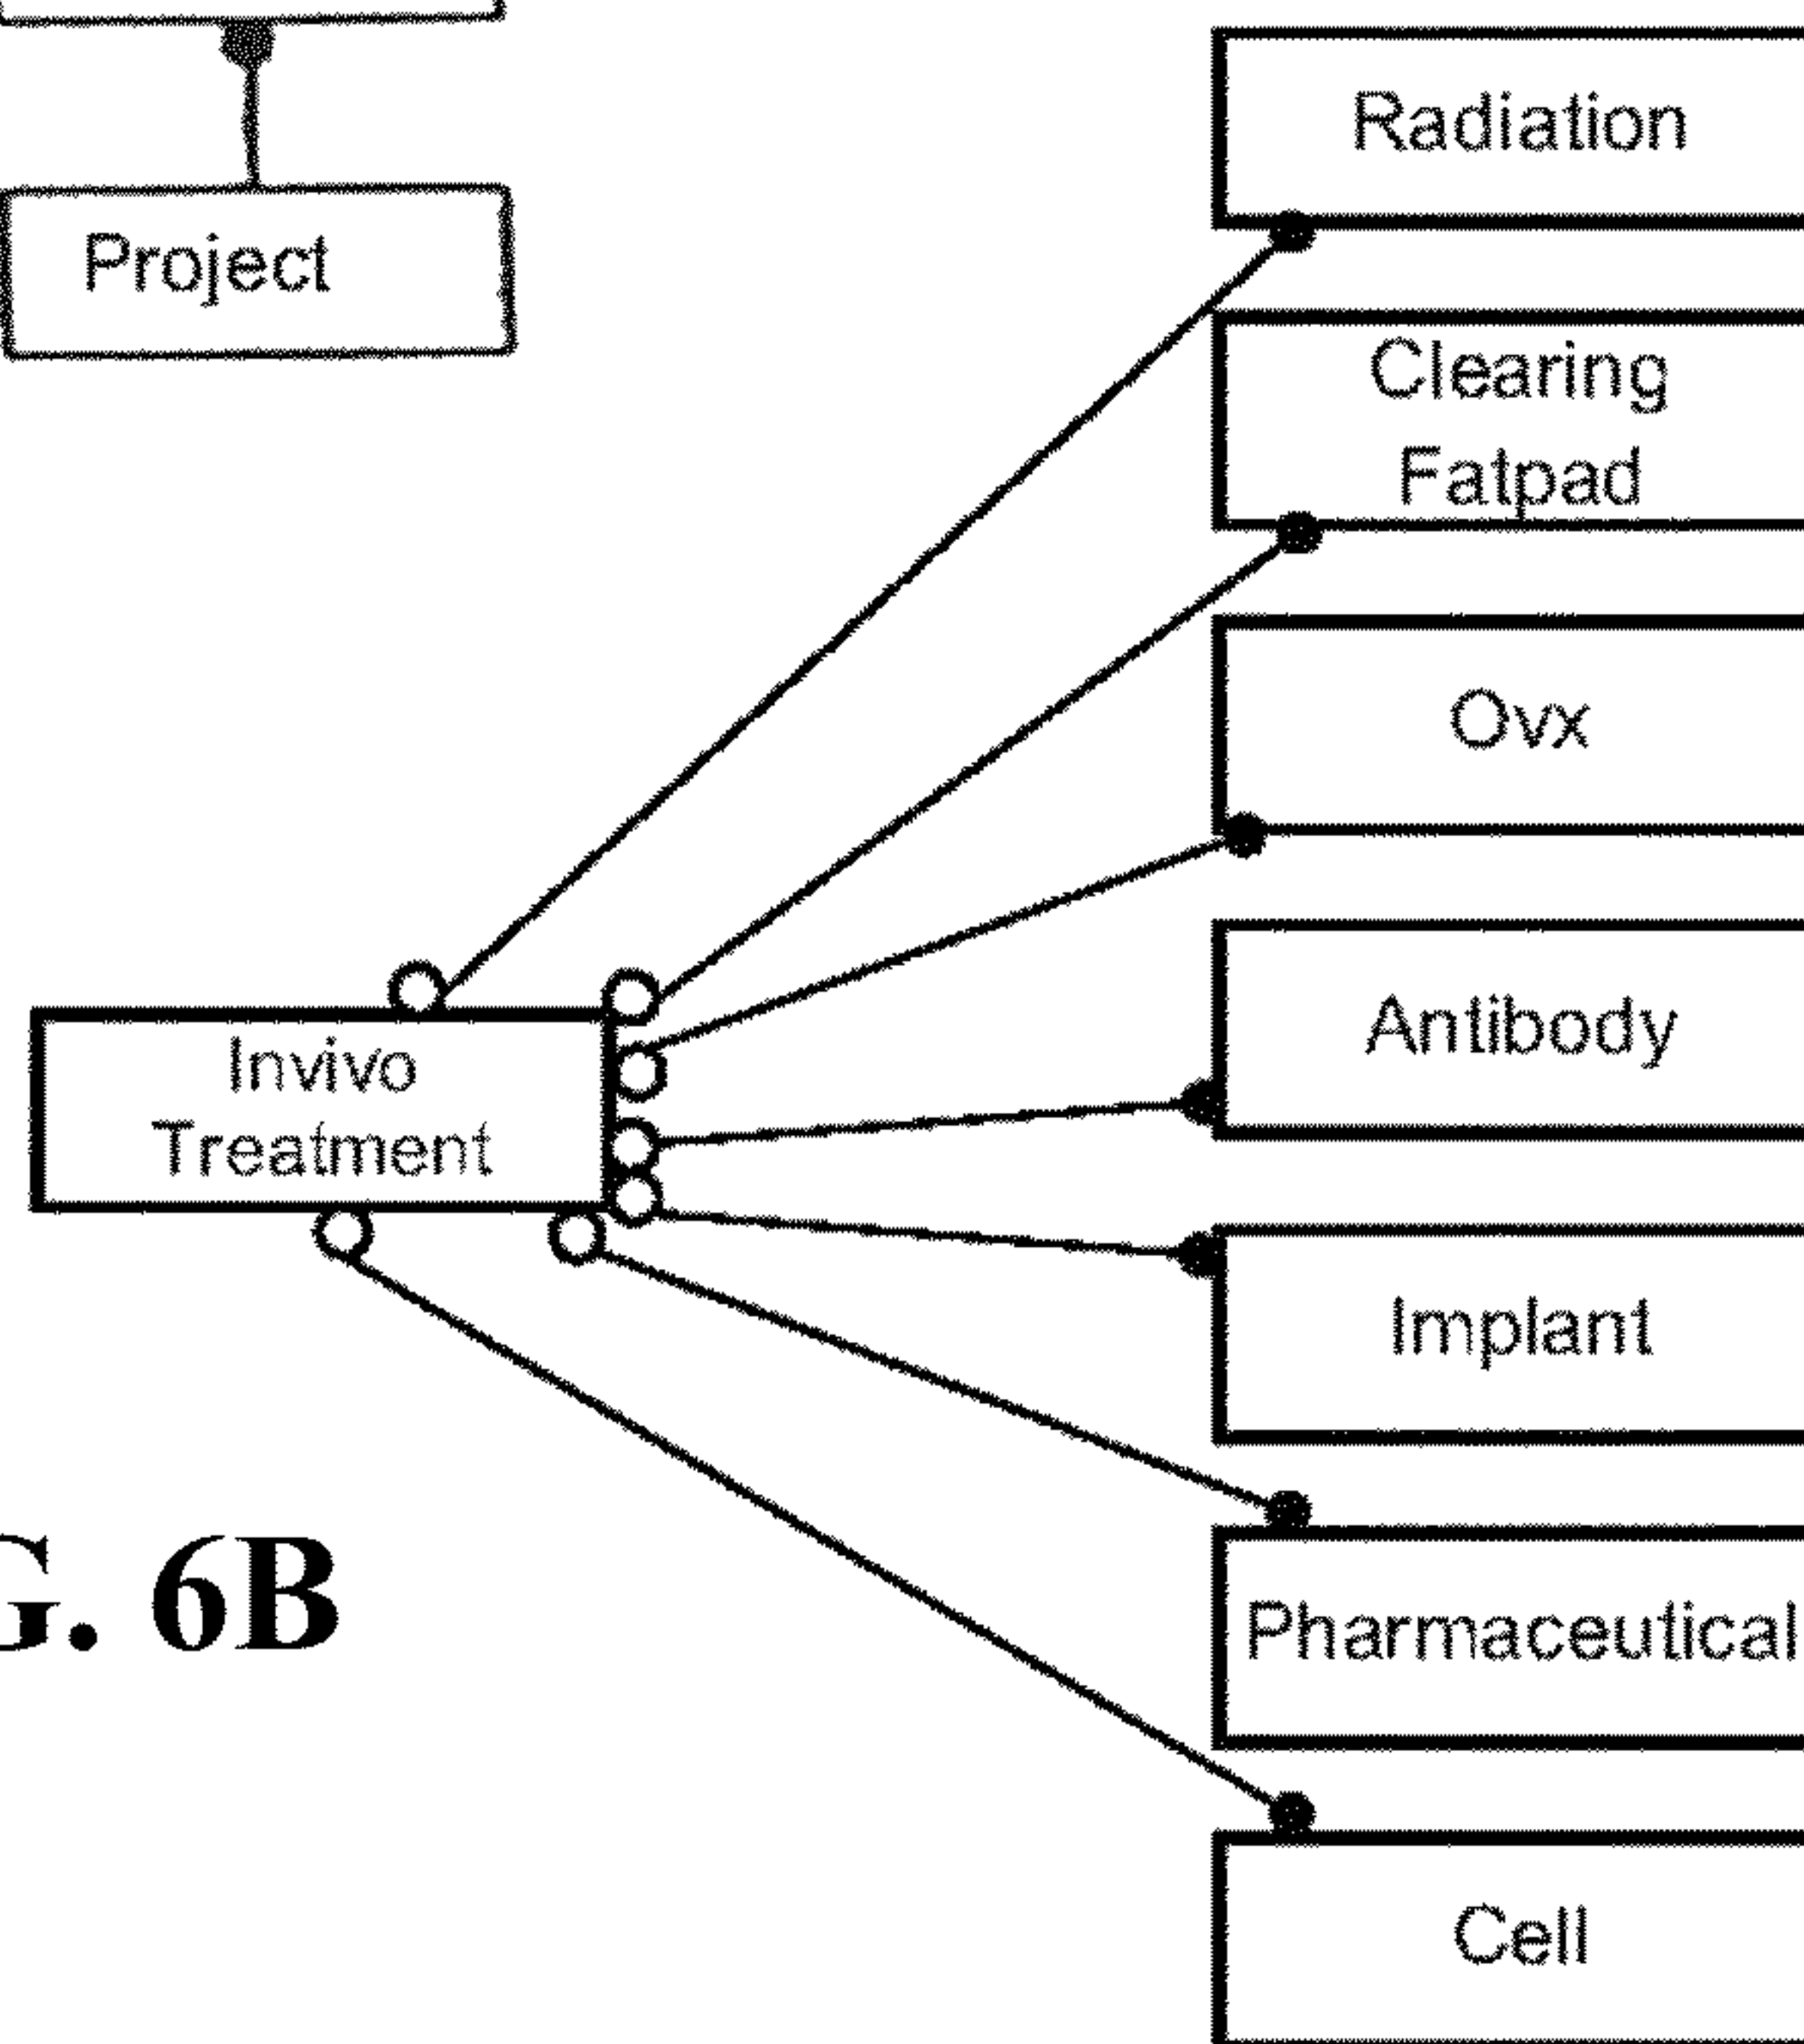 Project
Radiation
Clearing
Fatpad
Ovx
Invivo
Treatment
Antibody
Implant
Pharmaceutical
Cell
G. 6B